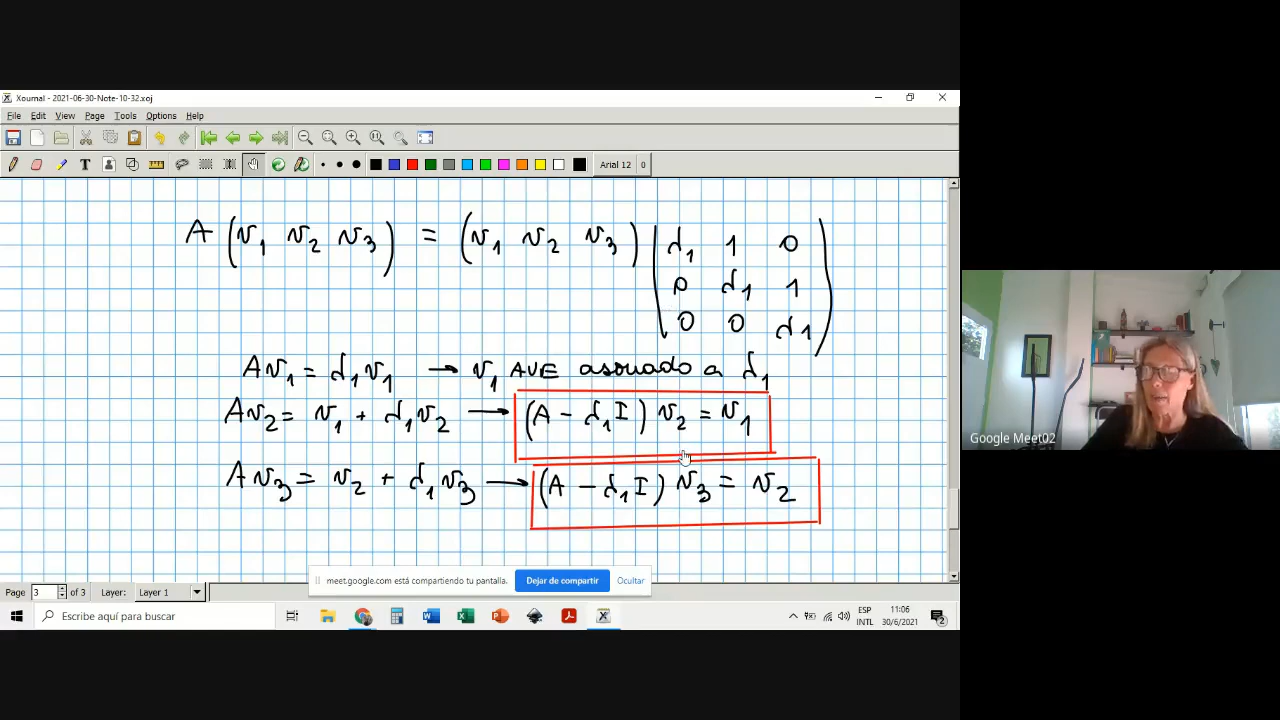 Xournal - 2021-06-30-Note-10-32.xoj
File Edit View Page Tools Options Help
Arial 12 0
A (v₁ v₂ v₃) = (v₁ v₂ v₃) ( λ₁ 1 0
0 λ₁ 1
0 0 λ₁ )
Av₁ = λ₁v₁ → v₁ AVE asociado a λ₁
Av₂ = v₁ + λ₁v₂ → (A - λ₁I) v₂ = v₁
Av₃ = v₂ + λ₁v₃ → (A - λ₁I) v₃ = v₂
Google Meet02
meet.google.com está compartiendo tu pantalla. Dejar de compartir Ocultar
Page 3 of 3 Layer: Layer 1
Escribe aquí para buscar
ESP
INTL
11:06
30/6/2021
2